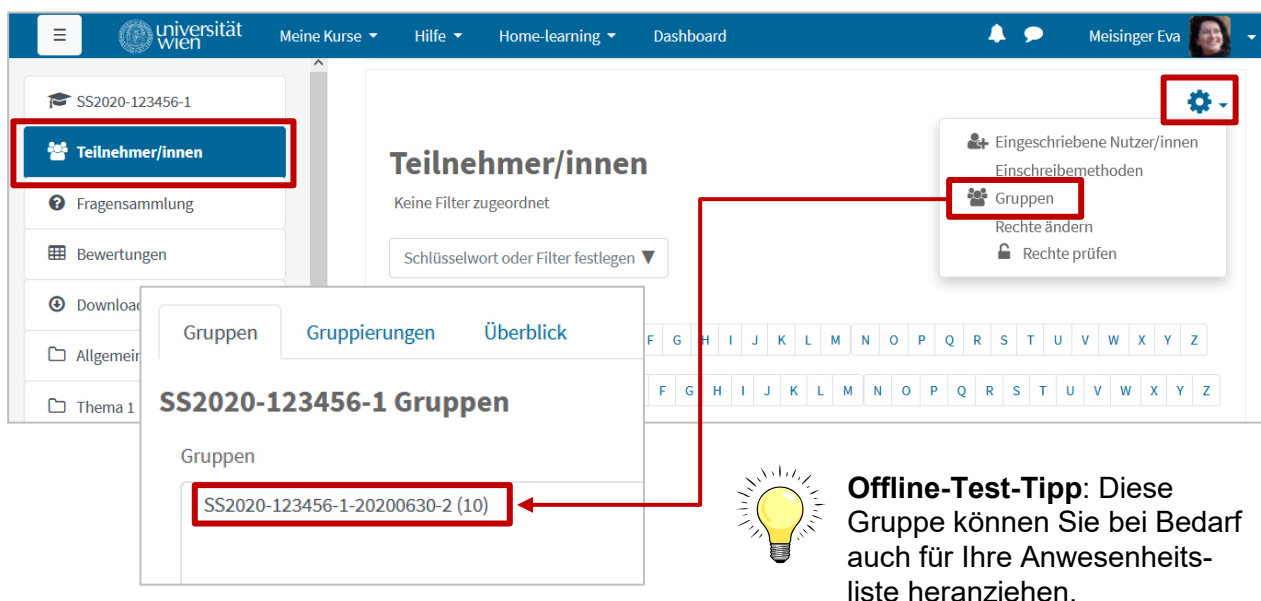 universität wien Meine Kurse Hilfe Home-learning Dashboard Meisinger Eva
SS2020-123456-1
Teilnehmer/innen
Fragensammlung
Bewertungen
Download
Allgemein
Thema 1
Teilnehmer/innen
Keine Filter zugeordnet
Schlüsselwort oder Filter festlegen ▼
Eingeschriebene Nutzer/innen
Einschreibemethoden
Gruppen
Rechte ändern
Rechte prüfen
F G H I J K L M N O P Q R S T U V W X Y Z
F G H I J K L M N O P Q R S T U V W X Y Z
Gruppen Gruppierungen Überblick
SS2020-123456-1 Gruppen
Gruppen
SS2020-123456-1-20200630-2 (10)
Offline-Test-Tipp: Diese
Gruppe können Sie bei Bedarf
auch für Ihre Anwesenheits-
liste heranziehen.